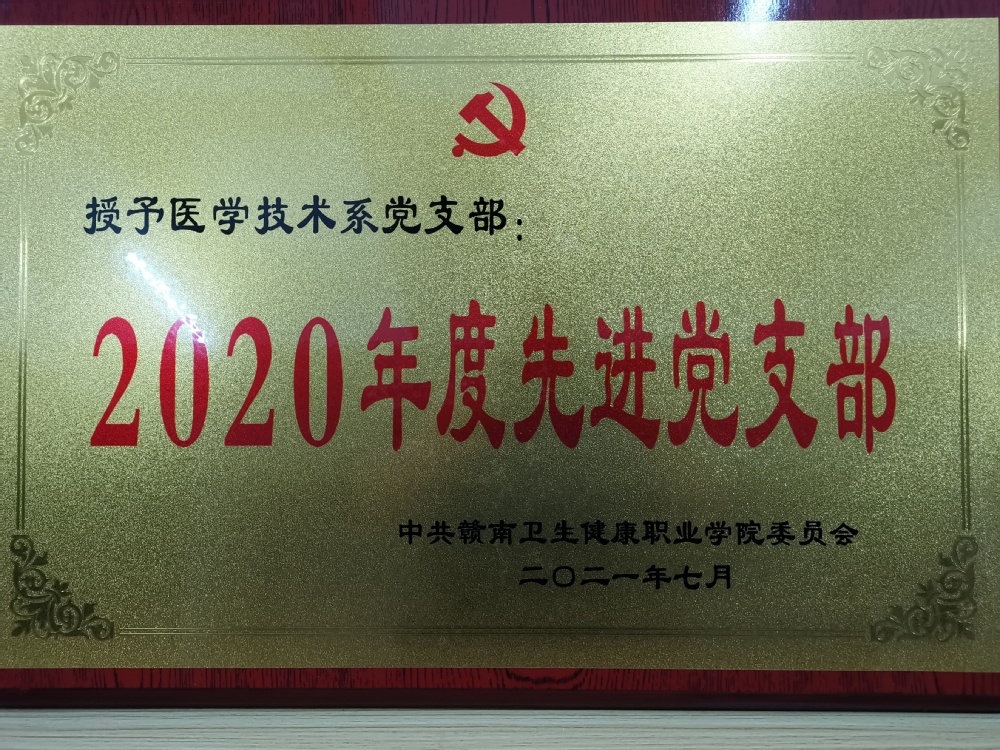 授予医学技术系党支部：
2020年度先进党支部
中共赣南卫生健康职业学院委员会
二〇二一年七月